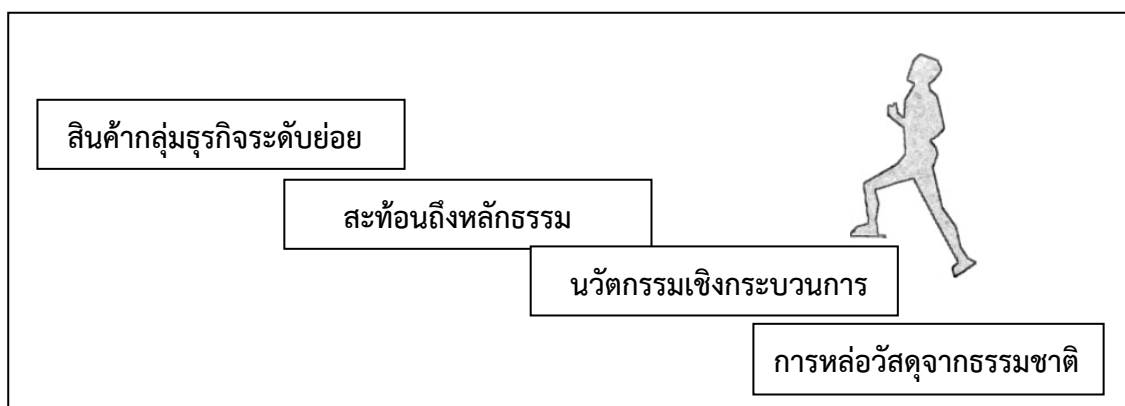 สินค้ากลุ่มธุรกิจระดับย่อย
สะท้อนถึงหลักธรรม
นวัตกรรมเชิงกระบวนการ
การหล่อวัสดุจากธรรมชาติ